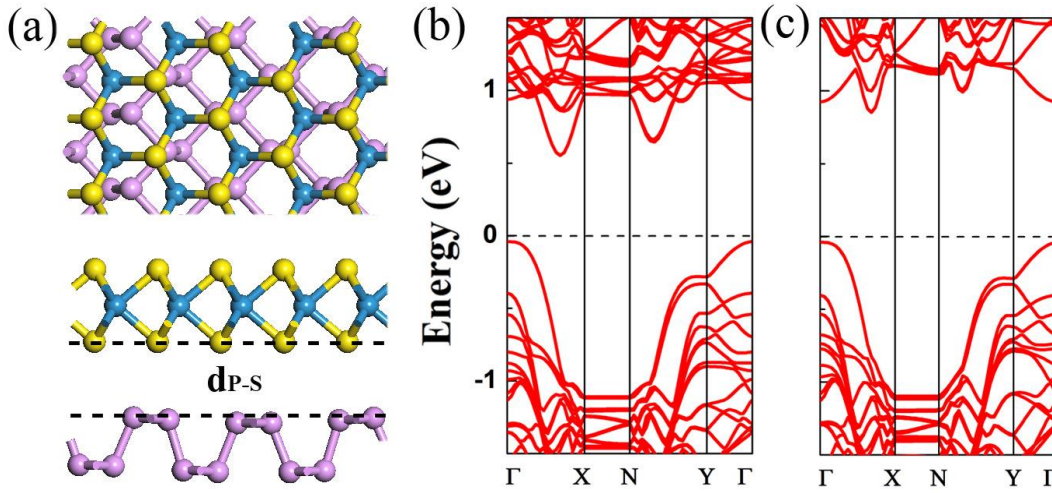 (a)
dP-S
(b)
Energy (eV)
1
0
-1
Γ X N Y Γ
(c)
Γ X N Y Γ